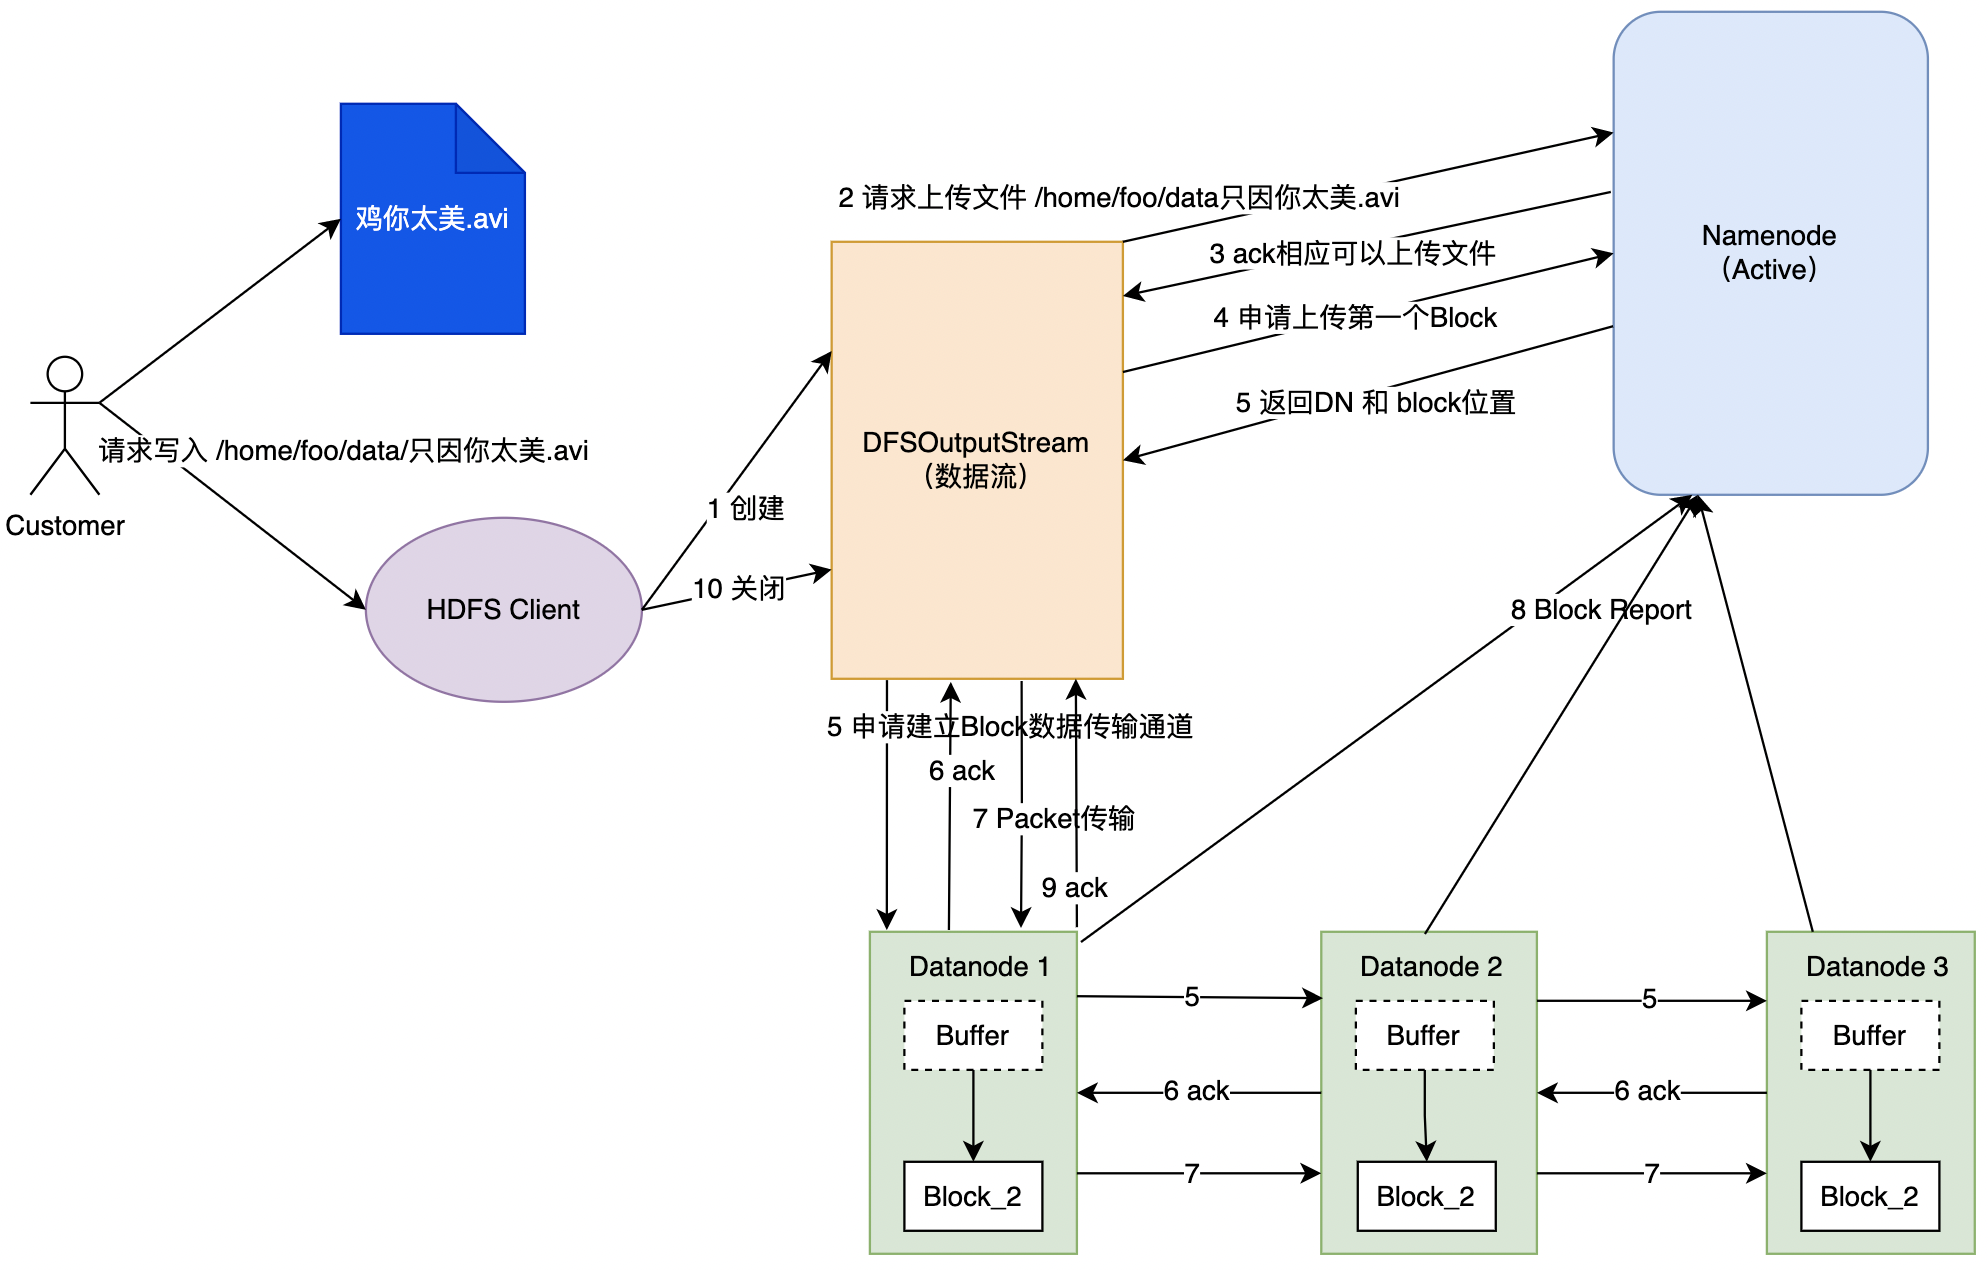 鸡你太美.avi
Customer
请求写入 /home/foo/data/只因你太美.avi
HDFS Client
1 创建
10 关闭
DFSOutputStream
（数据流）
2 请求上传文件 /home/foo/data只因你太美.avi
3 ack相应可以上传文件
4 申请上传第一个Block
5 返回DN 和 block位置
Namenode
（Active）
8 Block Report
5 申请建立Block数据传输通道
6 ack
7 Packet传输
9 ack
Datanode 1
Buffer
Block_2
5
6 ack
7
Datanode 2
Buffer
Block_2
5
6 ack
7
Datanode 3
Buffer
Block_2